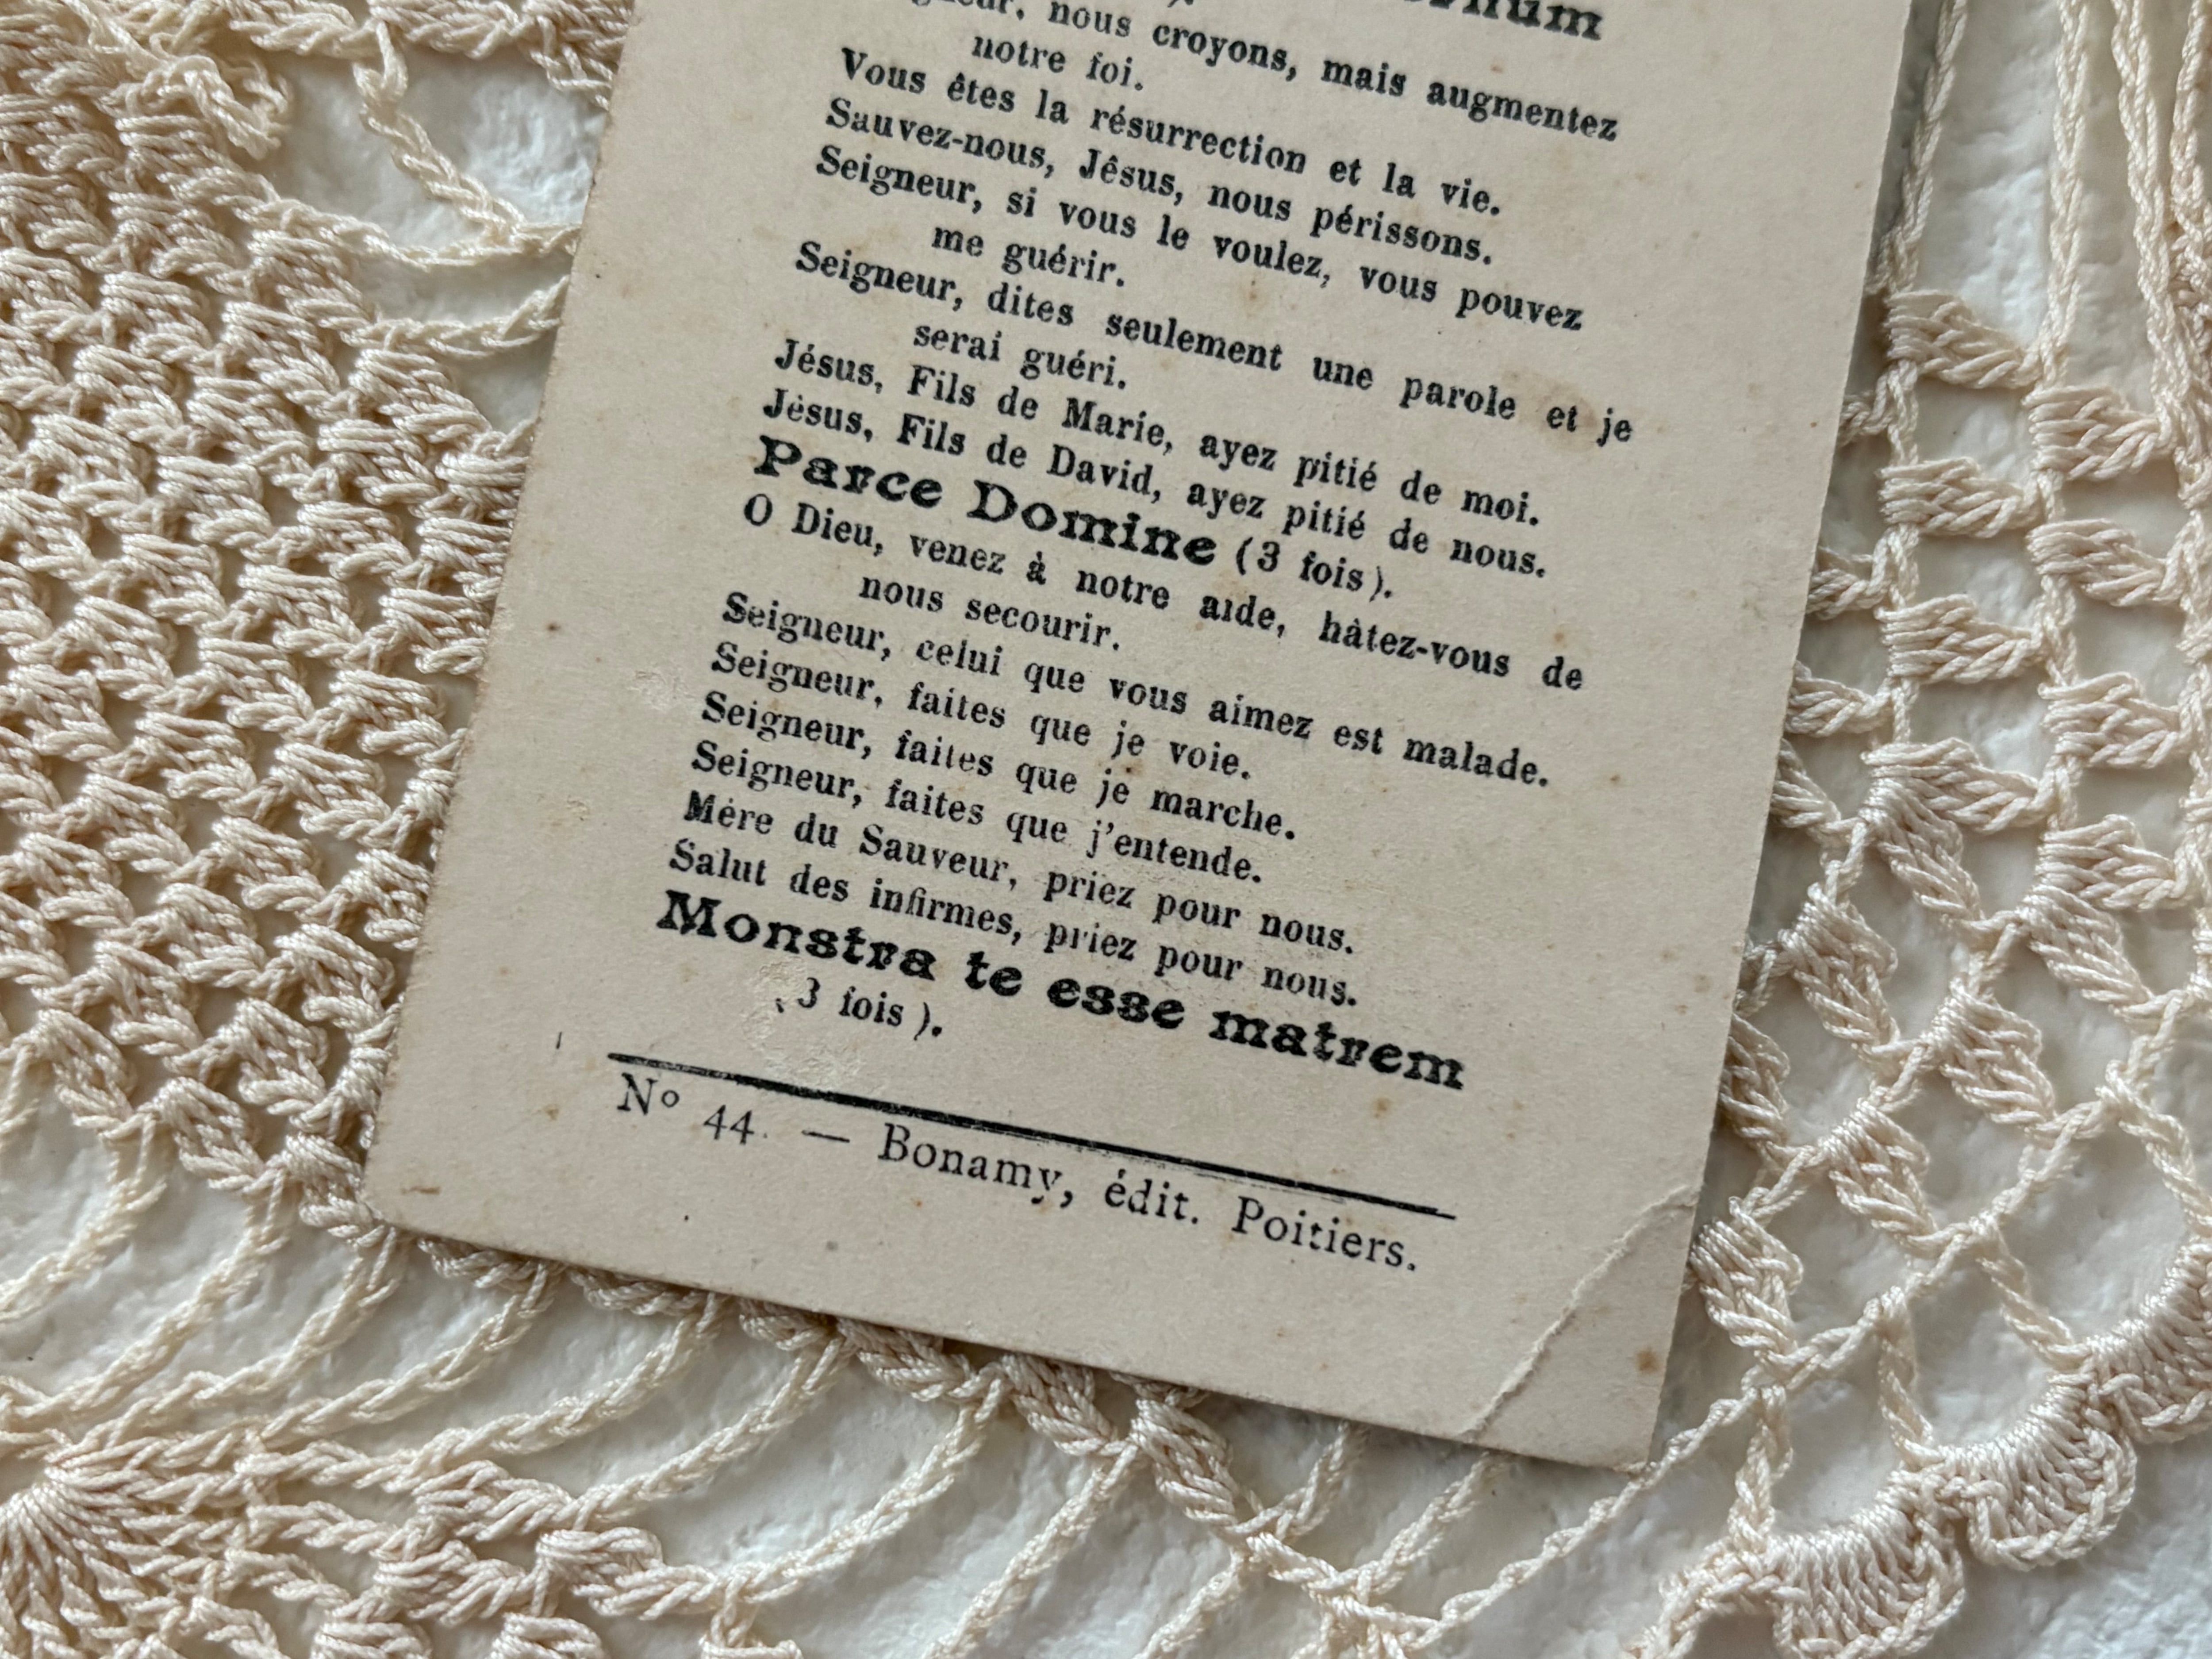 nous croyons, mais augmentez
notre foi.
Vous êtes la résurrection et la vie.
Sauvez-nous, Jêsus, nous périssons.
Seigneur, si vous le voulez, vous pouvez
me guérir.
Seigneur, dites seulement une parole et je
serai guéri.
Jésus, Fils de Marie, ayez pitié de moi.
Jèsus, Fils de David, ayez pitié de nous.
Parce Domine (3 fois).
O Dieu, venez à notre aide, hâtez-vous de
nous secourir.
Seigneur, celui que vous aimez est malade.
Seigneur, faites que je voie.
Seigneur, faites que je marche.
Seigneur, faites que j'entende.
Mère du Sauveur, priez pour nous.
Salut des infirmes, priez pour nous.
Monstra te esse matrem
(3 fois).
Nº 44. — Bonamy, édit. Poitiers.